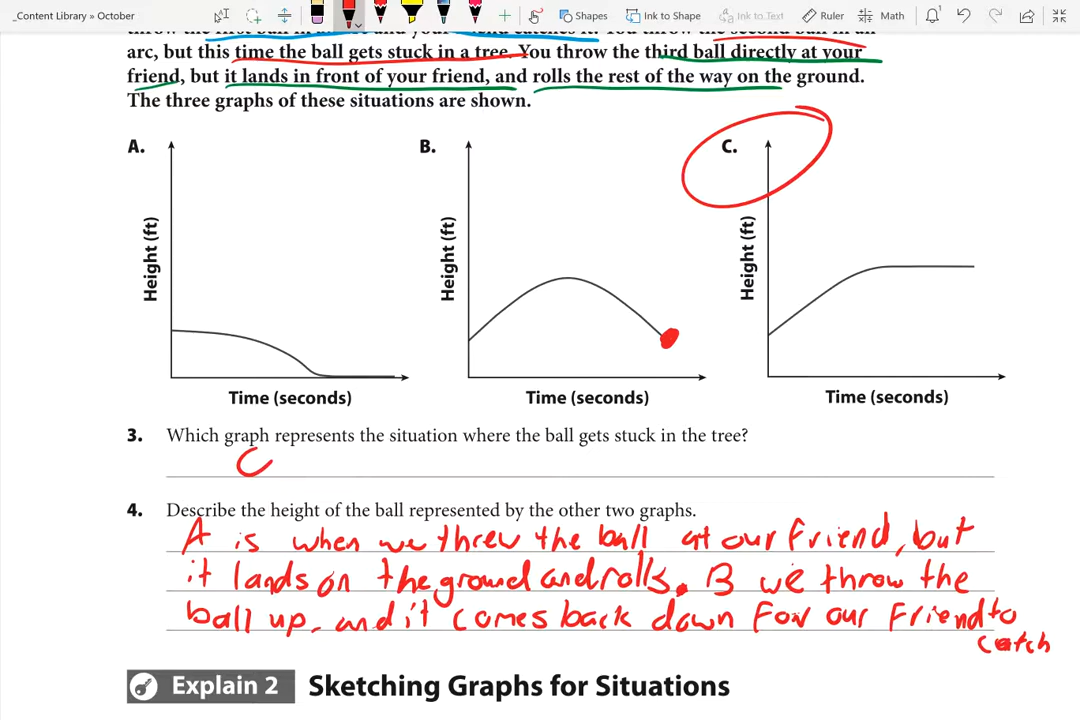 _Content Library » October
Shapes
Ink to Shape
Ink to Text
Ruler
Math
arc, but this time the ball gets stuck in a tree. You throw the third ball directly at your
friend, but it lands in front of your friend, and rolls the rest of the way on the ground.
The three graphs of these situations are shown.
A.
B.
C.
Height (ft)
Height (ft)
Height (ft)
Time (seconds)
Time (seconds)
Time (seconds)
3. Which graph represents the situation where the ball gets stuck in the tree?
C
4. Describe the height of the ball represented by the other two graphs.
A is when we threw the ball at our friend, but
it lands on the ground and rolls. B we throw the
ball up, and it comes back down for our friend to
catch
Explain 2 Sketching Graphs for Situations